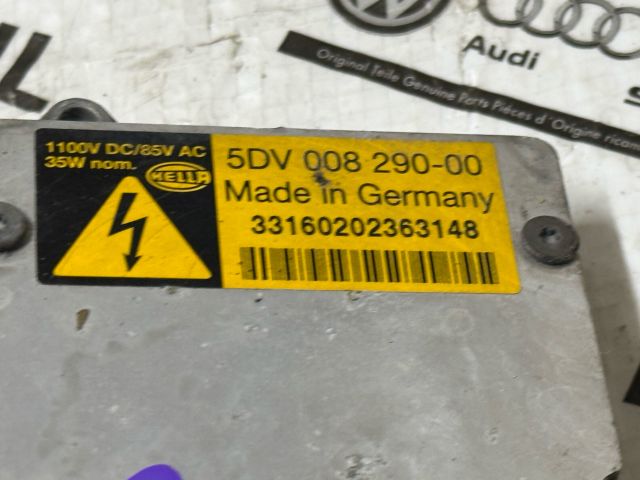 Audi
Original Teile Genuine Parts Pièces d'Origine ricam
S
L
1100V DC/85V AC
35W nom.
HELLA
5DV 008 290-00
Made in Germany
33160202363148